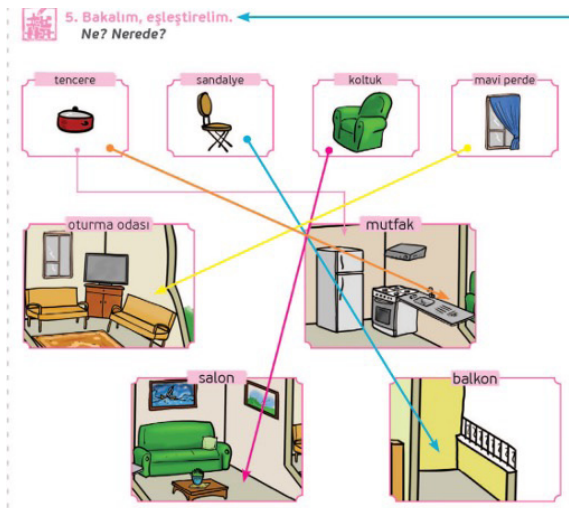 5. Bakalım, eşleştirelim.
Ne? Nerede?
tencere
sandalye
koltuk
mavi perde
oturma odası
mutfak
salon
balkon